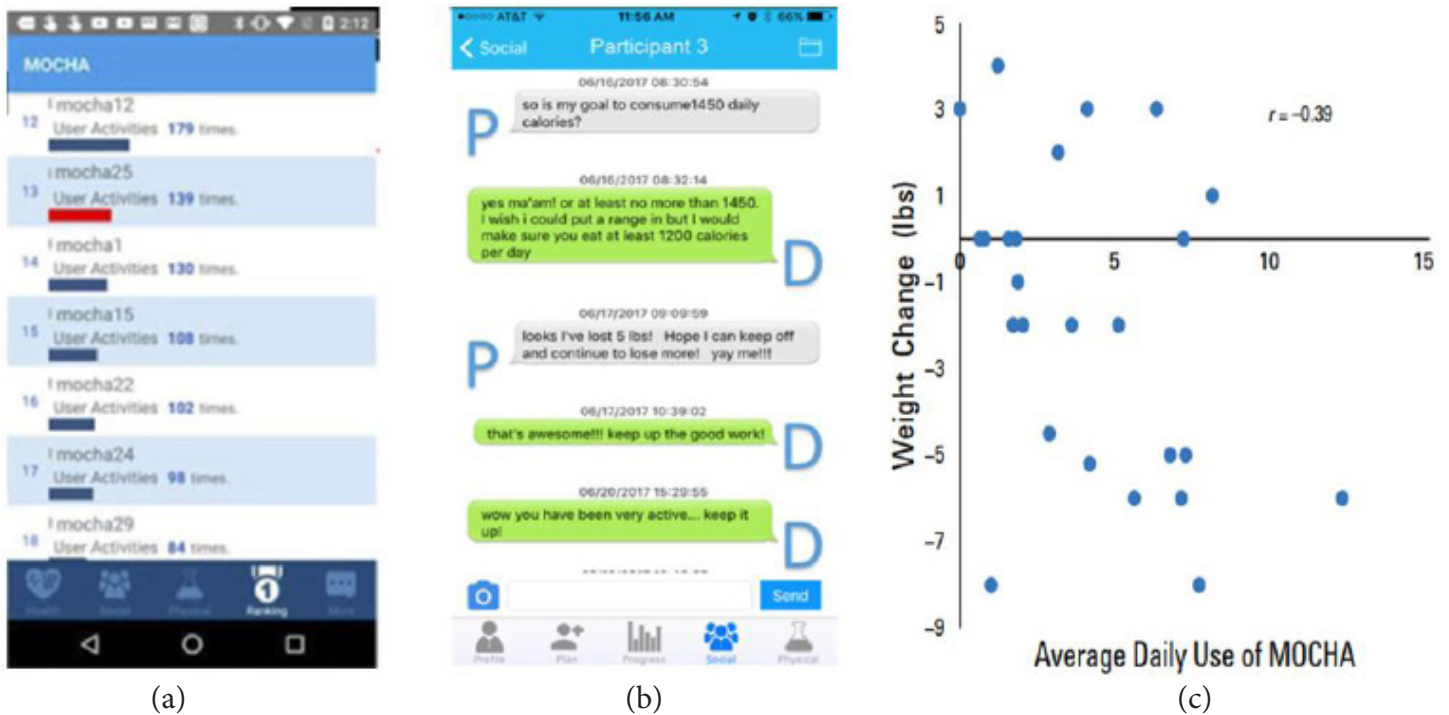 2:12
MOCHA
12
mocha12
User Activities 179 times.
13
mocha25
User Activities 139 times.
14
mocha1
User Activities 130 times.
15
mocha15
User Activities 108 times.
16
mocha22
User Activities 102 times.
17
mocha24
User Activities 98 times.
18
mocha29
User Activities 84 times.
Health Social Physical Ranking More
1
(a)
AT&T 11:56 AM 66%
Social Participant 3
06/16/2017 08:30:54
P
so is my goal to consume1450 daily
calories?
06/16/2017 08:32:14
yes ma'am! or at least no more than 1450.
I wish i could put a range in but I would
make sure you eat at least 1200 calories
per day
D
06/17/2017 09:09:59
P
looks I've lost 5 lbs! Hope I can keep off
and continue to lose more! yay me!!!
06/17/2017 10:39:02
that's awesome!!! keep up the good work!
D
06/20/2017 15:29:55
wow you have been very active... keep it
up!
D
Send
Profile Plan Progress Social Physical
(b)
5
3
1
-1
-3
-5
-7
-9
Weight Change (lbs)
r = -0.39
0 5 10 15
Average Daily Use of MOCHA
(c)